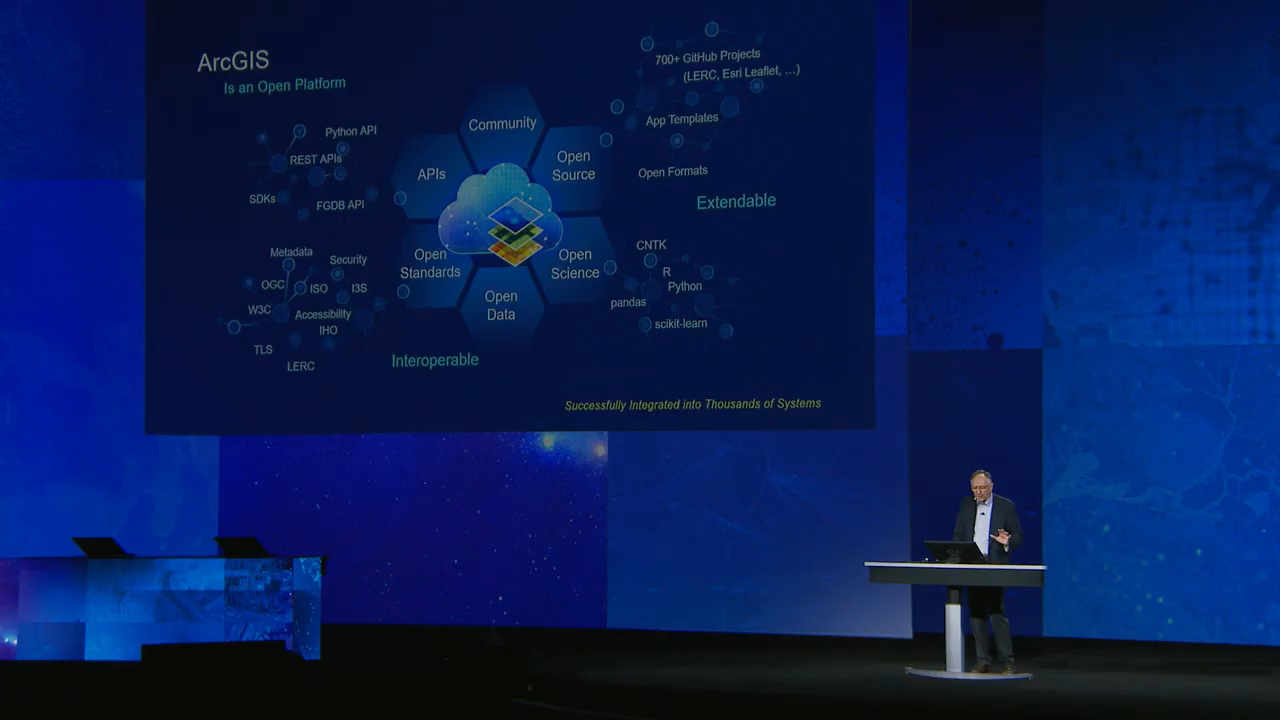 ArcGIS
Is an Open Platform
Python API
REST APIs
SDKs
FGDB API
Metadata
Security
OGC
ISO
I3S
W3C
Accessibility
IHO
TLS
LERC
Interoperable
Community
APIs
Open
Source
Open
Standards
Open
Science
Open
Data
700+ GitHub Projects
(LERC, Esri Leaflet, ...)
App Templates
Open Formats
Extendable
CNTK
R
Python
pandas
scikit-learn
Successfully Integrated into Thousands of Systems